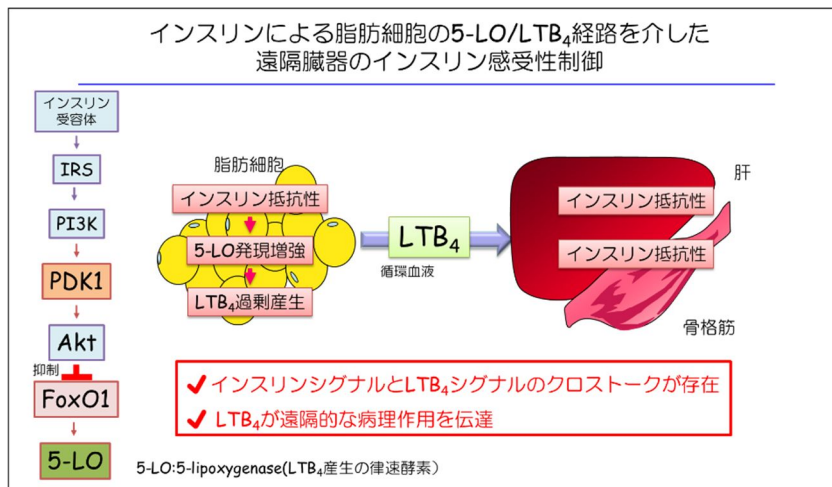 インスリンによる脂肪細胞の5-LO/LTB4経路を介した
遠隔臓器のインスリン感受性制御
インスリン
受容体
IRS
PI3K
PDK1
Akt
抑制
FoxO1
5-LO
脂肪細胞
インスリン抵抗性
5-LO発現増強
LTB4過剰産生
LTB4
循環血液
肝
インスリン抵抗性
インスリン抵抗性
骨格筋
✓ インスリンシグナルとLTB4シグナルのクロストークが存在
✓ LTB4が遠隔的な病理作用を伝達
5-LO:5-lipoxygenase(LTB4産生の律速酵素)